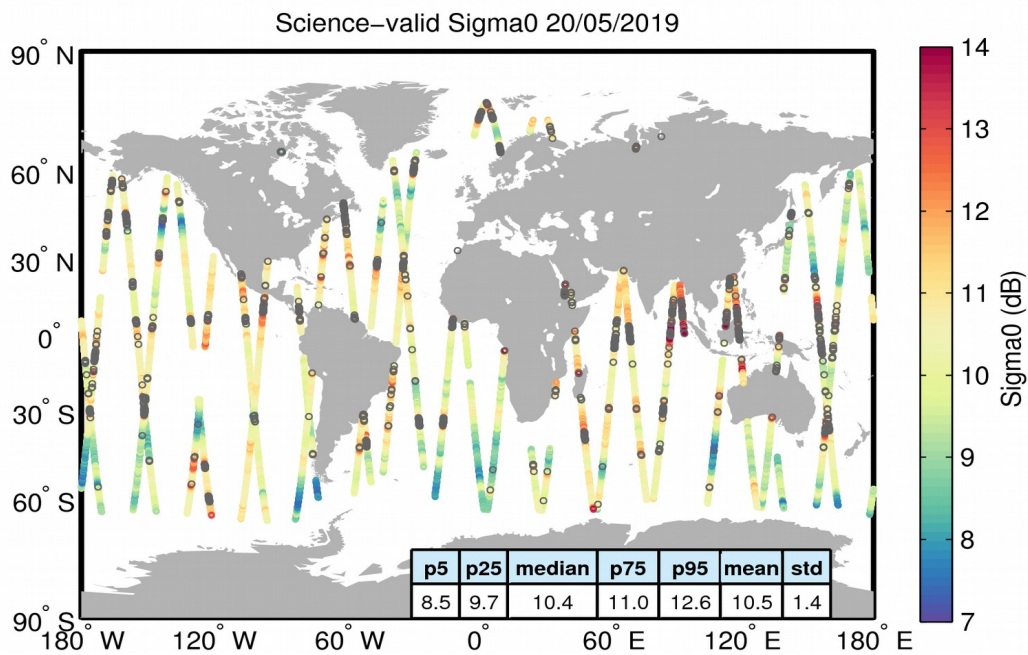 Science−valid Sigma0 20/05/2019
90° N
60° N
30° N
0°
30° S
60° S
90° S
180° W
120° W
60° W
0°
60° E
120° E
180° E
p5 p25 median p75 p95 mean std
8.5 9.7 10.4 11.0 12.6 10.5 1.4
14
13
12
11
10
9
8
7
Sigma0 (dB)